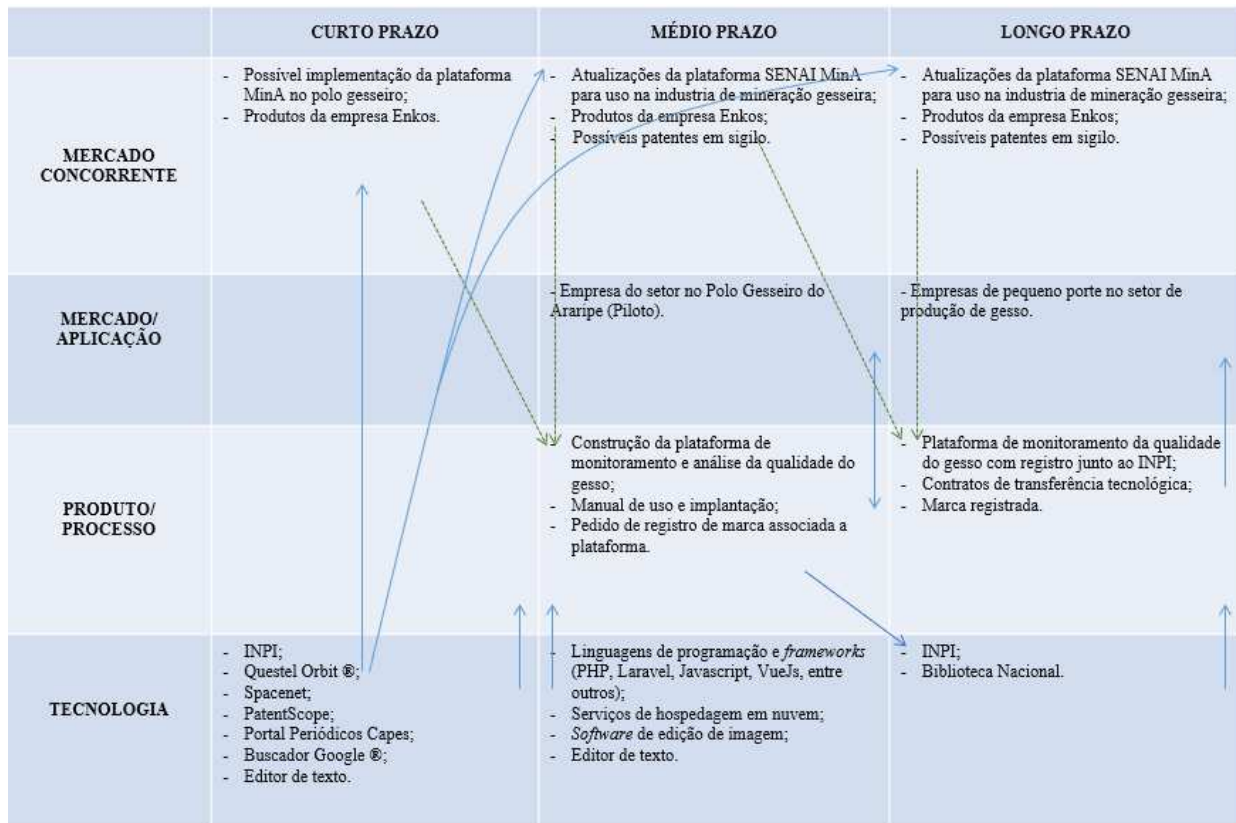 CURTO PRAZO
MÉDIO PRAZO
LONGO PRAZO
MERCADO
CONCORRENTE
- Possível implementação da plataforma
MinA no polo gesseiro;
- Produtos da empresa Enkos.
- Atualizações da plataforma SENAI MinA
para uso na industria de mineração gesseira;
- Produtos da empresa Enkos;
- Possíveis patentes em sigilo.
- Atualizações da plataforma SENAI MinA
para uso na industria de mineração gesseira;
- Produtos da empresa Enkos;
- Possíveis patentes em sigilo.
MERCADO/
APLICAÇÃO
- Empresa do setor no Polo Gesseiro do
Araripe (Piloto).
- Empresas de pequeno porte no setor de
produção de gesso.
PRODUTO/
PROCESSO
- Construção da plataforma de
monitoramento e análise da qualidade do
gesso;
- Manual de uso e implantação;
- Pedido de registro de marca associada a
plataforma.
- Plataforma de monitoramento da qualidade
do gesso com registro junto ao INPI;
- Contratos de transferência tecnológica;
- Marca registrada.
TECNOLOGIA
- INPI;
- Questel Orbit ®;
- Spacenet;
- PatentScope;
- Portal Periódicos Capes;
- Buscador Google ®;
- Editor de texto.
- Linguagens de programação e frameworks
(PHP, Laravel, Javascript, VueJs, entre
outros);
- Serviços de hospedagem em nuvem;
- Software de edição de imagem;
- Editor de texto.
- INPI;
- Biblioteca Nacional.